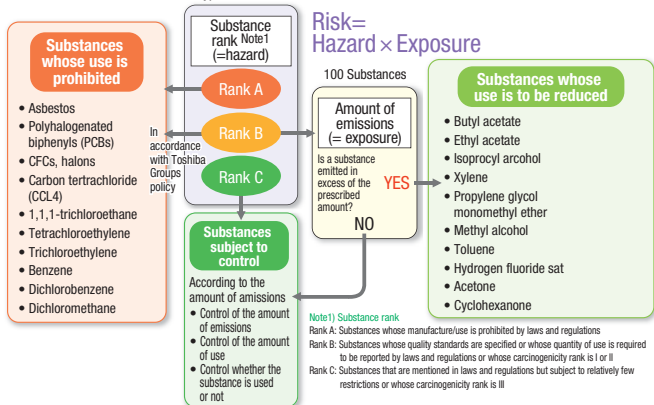 Risk=
Hazard×Exposure
Substance
rank Note1
(=hazard)
Rank A
Rank B
Rank C
Substances
whose use is
prohibited
• Asbestos
• Polyhalogenated
biphenyls (PCBs)
• CFCs, halons
• Carbon tertrachloride
(CCL4)
• 1,1,1-trichloroethane
• Tetrachloroethylene
• Trichloroethylene
• Benzene
• Dichlorobenzene
• Dichloromethane
In
accordance
with Toshiba
Groups
policy
100 Substances
Amount of
emissions
(= exposure)
Is a substance
emitted in
excess of the
prescribed
amount?
YES
NO
Substances whose
use is to be reduced
• Butyl acetate
• Ethyl acetate
• Isoprocyl arcohol
• Xylene
• Propylene glycol
monomethyl ether
• Methyl alcohol
• Toluene
• Hydrogen fluoride sat
• Acetone
• Cyclohexanone
Substances
subject to
control
According to the
amount of amissions
• Control of the amount
of emissions
• Control of the amount
of use
• Control whether the
substance is used
or not
Note1) Substance rank
Rank A: Substances whose manufacture/use is prohibited by laws and regulations
Rank B: Substances whose quality standards are specified or whose quantity of use is required
to be reported by laws and regulations or whose carcinogenicity rank is I or II
Rank C: Substances that are mentioned in laws and regulations but subject to relatively few
restrictions or whose carcinogenicity rank is III